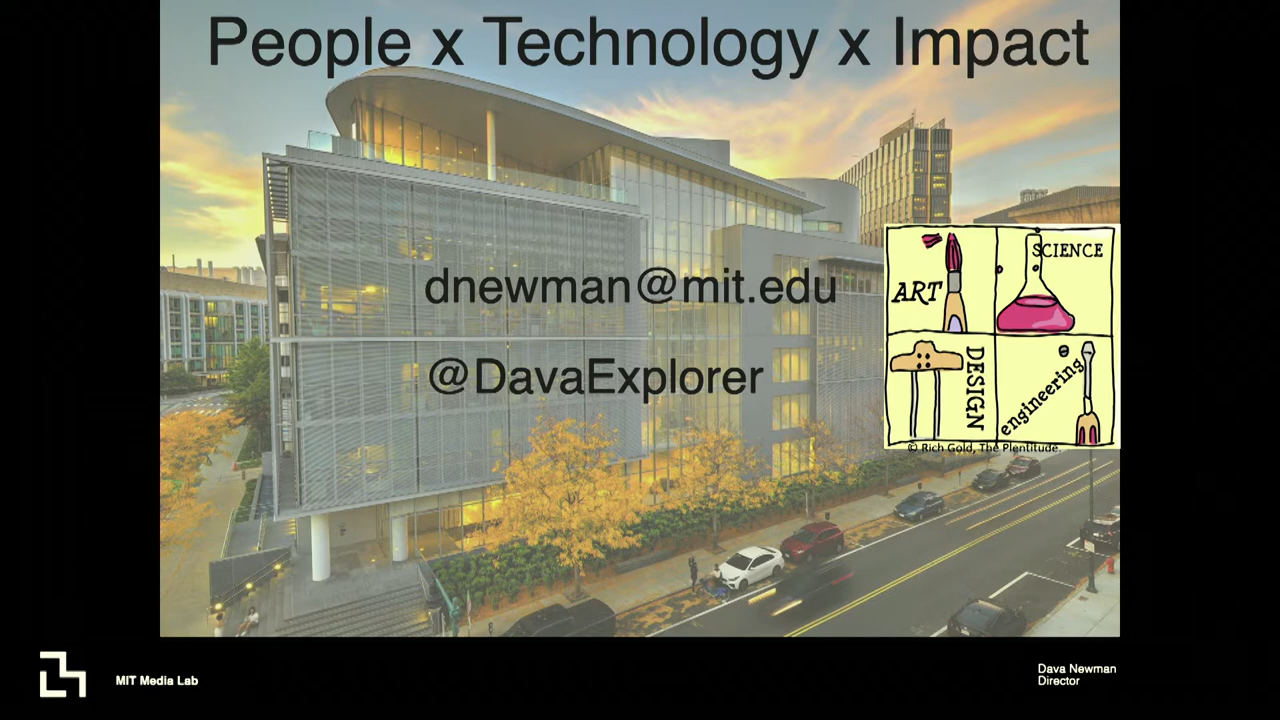 People x Technology x Impact
SCIENCE
ART
dnewman@mit.edu
@DavaExplorer
DESIGN
engineering
© Rich Gold, The Plentitude.
MIT Media Lab
Dava Newman
Director